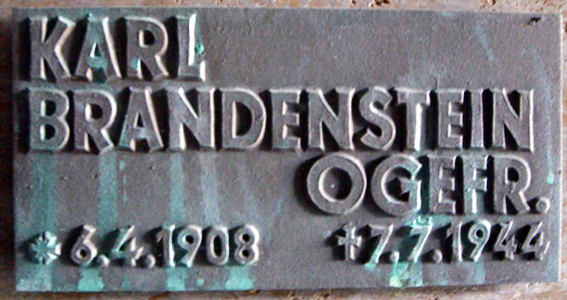 KARL
BRANDENSTEIN
OGEFR.
* 6.4.1908 †7.7.1944